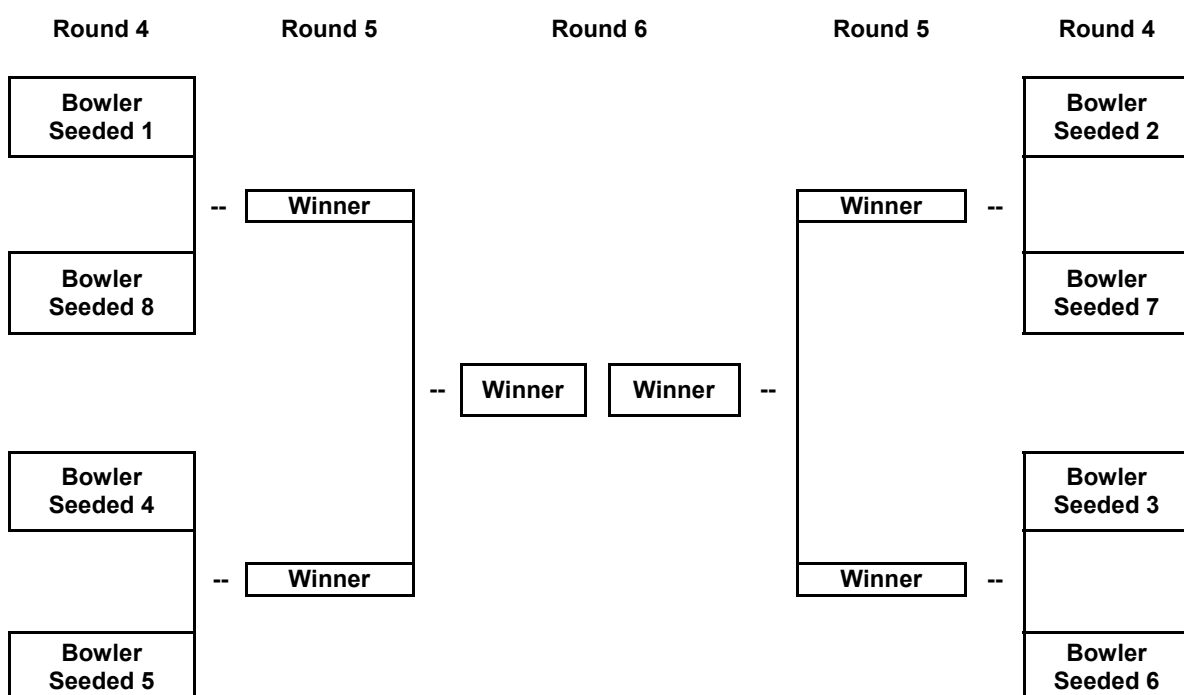 Round 4 Round 5 Round 6 Round 5 Round 4
Bowler
Seeded 1
Bowler
Seeded 2
-- Winner
Winner --
Bowler
Seeded 8
Bowler
Seeded 7
-- Winner Winner --
Bowler
Seeded 4
Bowler
Seeded 3
-- Winner
Winner --
Bowler
Seeded 5
Bowler
Seeded 6